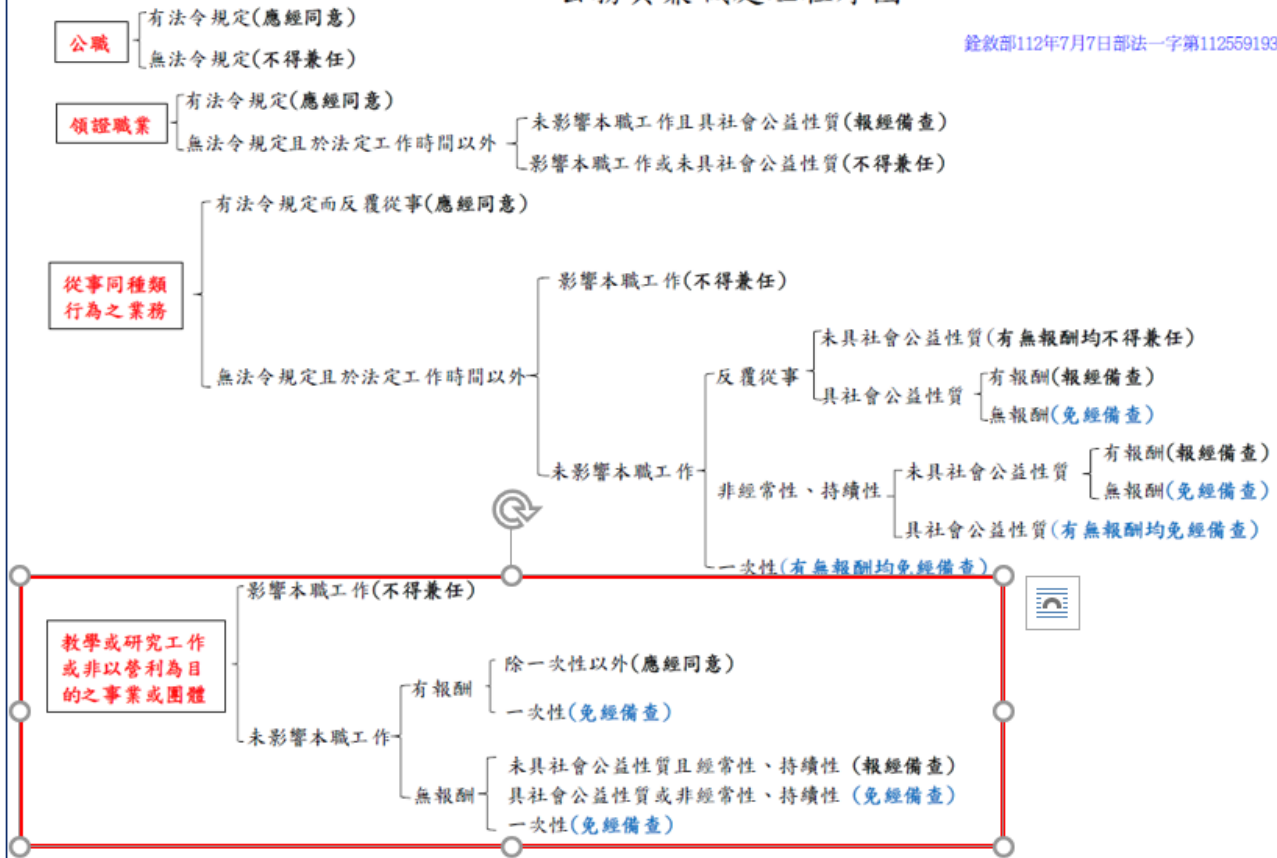 公職
有法令規定(應經同意)
無法令規定(不得兼任)
銓敘部112年7月7日部法一字第112559193
領證職業
有法令規定(應經同意)
無法令規定且於法定工作時間以外
未影響本職工作且具社會公益性質(報經備查)
影響本職工作或未具社會公益性質(不得兼任)
從事同種類
行為之業務
有法令規定而反覆從事(應經同意)
無法令規定且於法定工作時間以外
影響本職工作(不得兼任)
未影響本職工作
反覆從事
未具社會公益性質(有無報酬均不得兼任)
具社會公益性質
有報酬(報經備查)
無報酬(免經備查)
非經常性、持續性
未具社會公益性質
有報酬(報經備查)
無報酬(免經備查)
具社會公益性質(有無報酬均免經備查)
一次性(有無報酬均免經備查)
教學或研究工作
或非以營利為目
的之事業或團體
影響本職工作(不得兼任)
未影響本職工作
有報酬
除一次性以外(應經同意)
一次性(免經備查)
無報酬
未具社會公益性質且經常性、持續性 (報經備查)
具社會公益性質或非經常性、持續性 (免經備查)
一次性(免經備查)